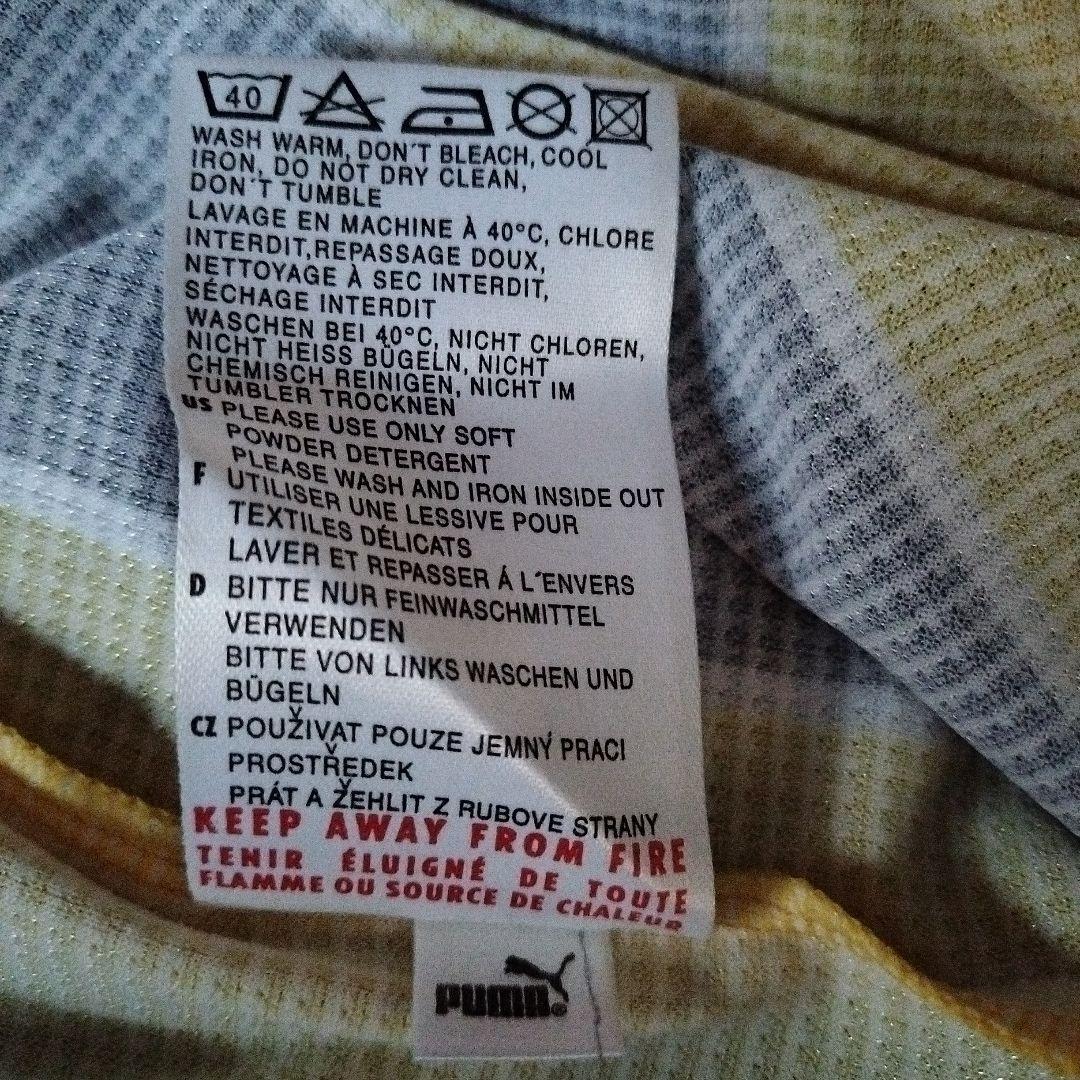 40
WASH WARM, DON´T BLEACH, COOL
IRON, DO NOT DRY CLEAN,
DON´T TUMBLE
LAVAGE EN MACHINE À 40°C, CHLORE
INTERDIT,REPASSAGE DOUX,
NETTOYAGE À SEC INTERDIT,
SÉCHAGE INTERDIT
WASCHEN BEI 40°C, NICHT CHLOREN,
NICHT HEISS BÜGELN, NICHT
CHEMISCH REINIGEN, NICHT IM
TUMBLER TROCKNEN
US PLEASE USE ONLY SOFT
POWDER DETERGENT
PLEASE WASH AND IRON INSIDE OUT
F UTILISER UNE LESSIVE POUR
TEXTILES DÉLICATS
LAVER ET REPASSER Á L´ENVERS
D BITTE NUR FEINWASCHMITTEL
VERWENDEN
BITTE VON LINKS WASCHEN UND
BÜGELN
CZ POUŽIVAT POUZE JEMNÝ PRACI
PROSTŘEDEK
PRÁT A ŽEHLIT Z RUBOVE STRANY
KEEP AWAY FROM FIRE
TENIR ÉLUIGNÉ DE TOUTE
FLAMME OU SOURCE DE CHALEUR
PUMA®